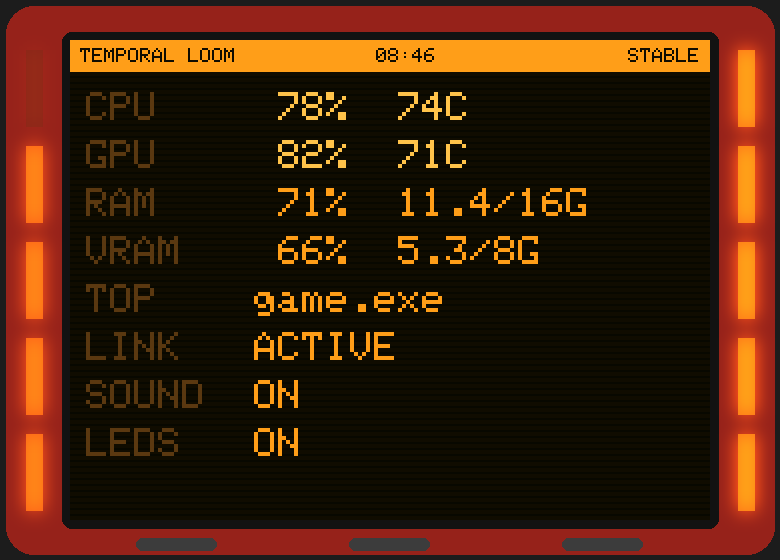 TEMPORAL LOOM 08:46 STABLE
CPU 78% 74C
GPU 82% 71C
RAM 71% 11.4/16G
VRAM 66% 5.3/8G
TOP game.exe
LINK ACTIVE
SOUND ON
LEDS ON